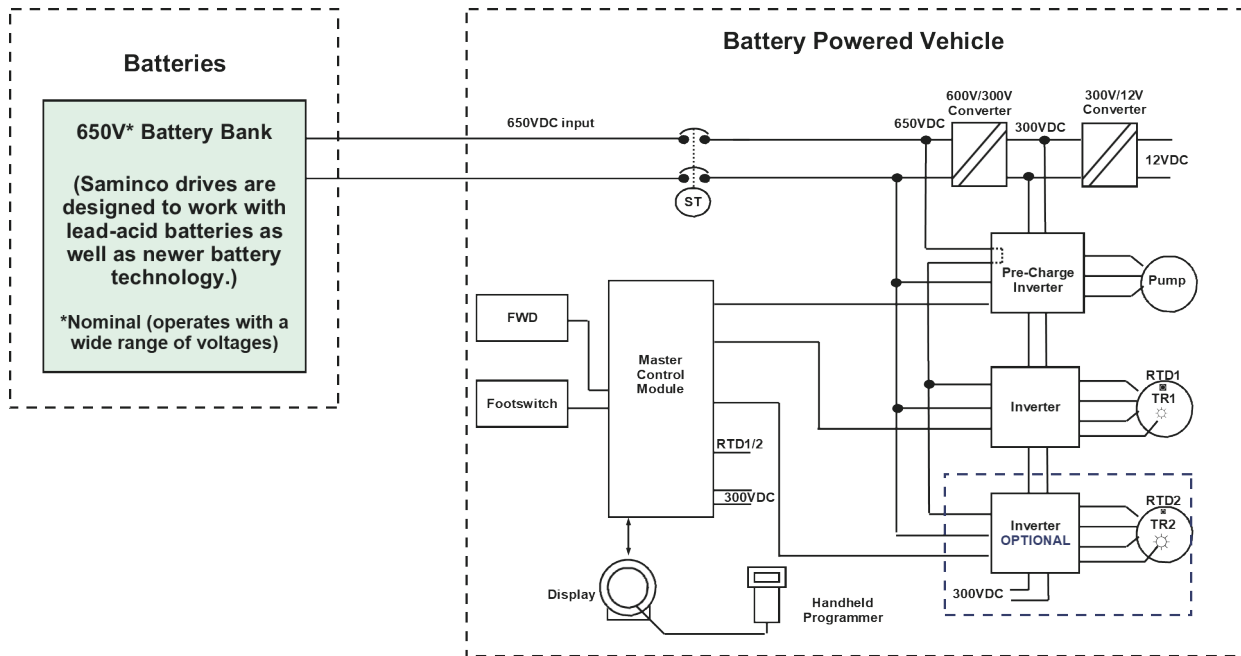 Batteries
650V* Battery Bank
(Saminco drives are
designed to work with
lead-acid batteries as
well as newer battery
technology.)
*Nominal (operates with a
wide range of voltages)
Battery Powered Vehicle
650VDC input
ST
650VDC
600V/300V
Converter
300VDC
300V/12V
Converter
12VDC
Pre-Charge
Inverter
Pump
FWD
Footswitch
Master
Control
Module
RTD1/2
300VDC
Inverter
RTD1
TR1
Inverter
OPTIONAL
RTD2
TR2
300VDC
Display
Handheld
Programmer